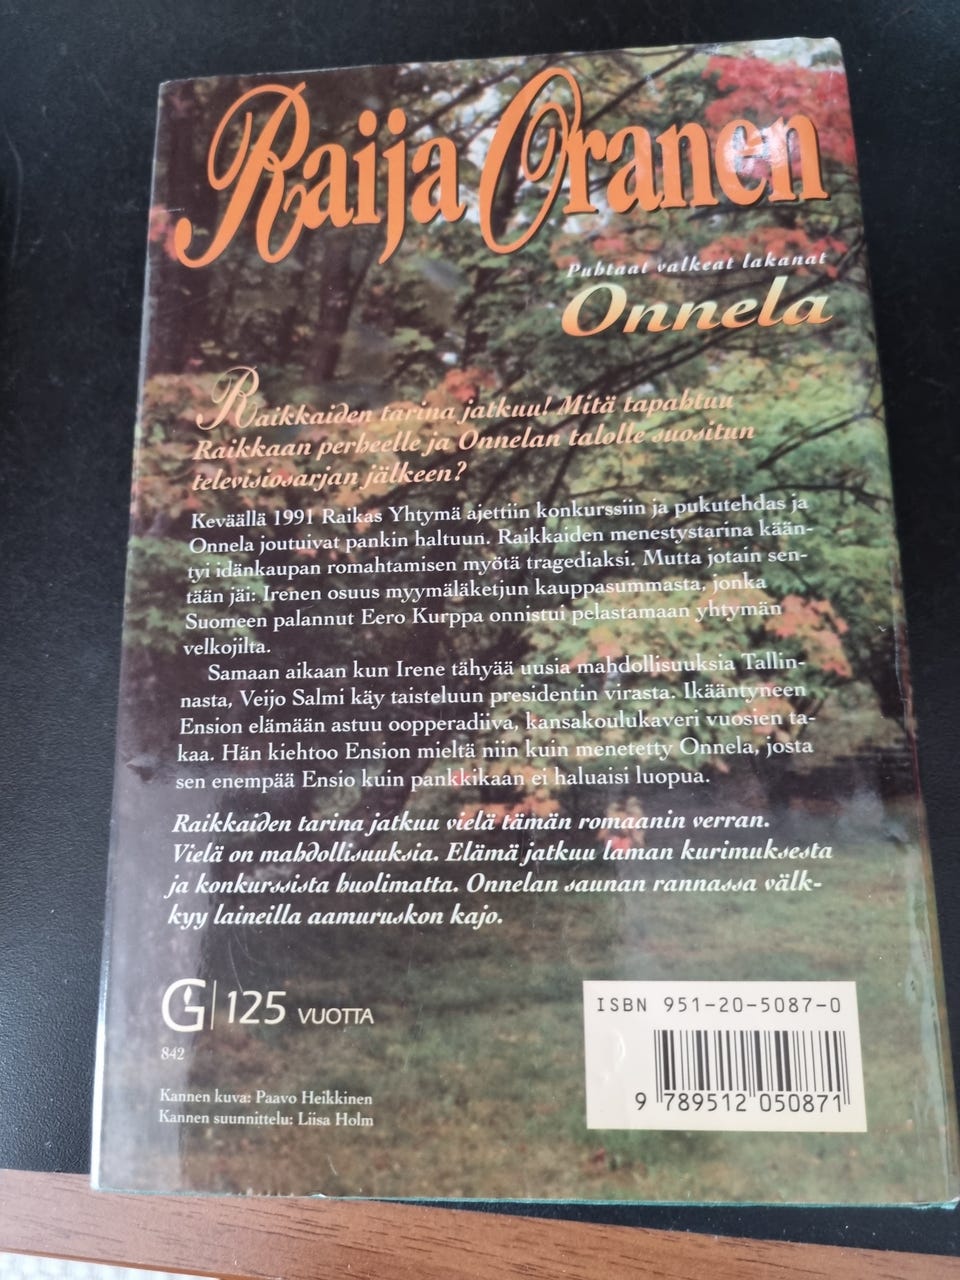 Raija Oranen
Puhtaat valkeat lakanat
Onnela
Raikkaiden tarina jatkuu! Mitä tapahtuu
Raikkaan perheelle ja Onnelan talolle suositun
televisiosarjan jälkeen?
Keväällä 1991 Raikas Yhtymä ajettiin konkurssiin ja pukutehdas ja
Onnela joutuivat pankin haltuun. Raikkaiden menestystarina kään-
tyi idänkaupan romahtamisen myötä tragediaksi. Mutta jotain sen-
tään jäi: Irenen osuus myymäläketjun kauppasummasta, jonka
Suomeen palannut Eero Kurppa onnistui pelastamaan yhtymän
velkojilta.
Samaan aikaan kun Irene tähyää uusia mahdollisuuksia Tallin-
nasta, Veijo Salmi käy taisteluun presidentin virasta. Ikääntyneen
Ension elämään astuu oopperadiiva, kansakoulukaveri vuosien ta-
kaa. Hän kiehtoo Ension mieltä niin kuin menetetty Onnela, josta
sen enempää Ensio kuin pankkikaan ei haluaisi luopua.
Raikkaiden tarina jatkuu vielä tämän romaanin verran.
Vielä on mahdollisuuksia. Elämä jatkuu laman kurimuksesta
ja konkurssista huolimatta. Onnelan saunan rannassa välk-
kyy laineilla aamuruskon kajo.
G 125 VUOTTA
842
Kannen kuva: Paavo Heikkinen
Kannen suunnittelu: Liisa Holm
ISBN 951-20-5087-0
9 789512 050871